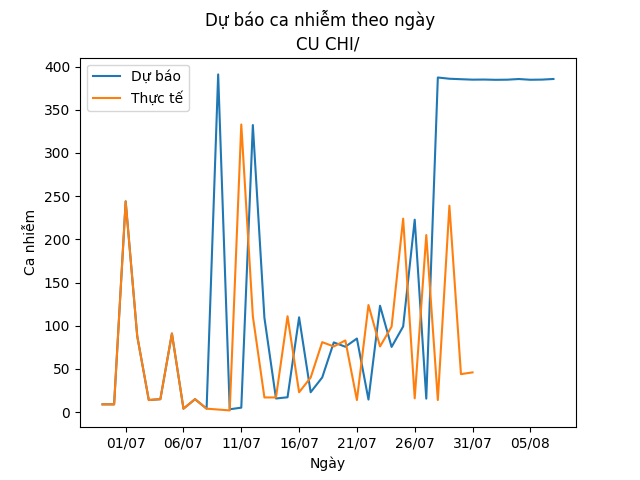 Dự báo ca nhiễm theo ngày
CU CHI/
Dự báo
Thực tế
Ca nhiễm
400
350
300
250
200
150
100
50
0
01/07 06/07 11/07 16/07 21/07 26/07 31/07 05/08
Ngày